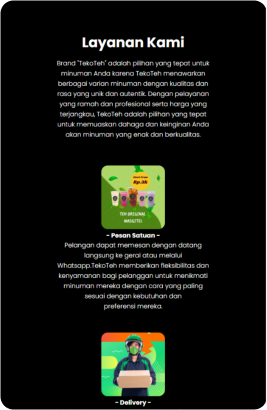 Layanan Kami
Brand "TekoTeh" adalah pilihan yang tepat untuk
minuman Anda karena TekoTeh menawarkan
berbagai varian minuman dengan kualitas dan
rasa yang unik dan autentik. Dengan pelayanan
yang ramah dan profesional serta harga yang
terjangkau, TekoTeh adalah pilihan yang tepat
untuk memuaskan dahaga dan keinginan Anda
akan minuman yang enak dan berkualitas.
Rp.3K
TEH ORIGINAL
- Pesan Satuan -
Pelangan dapat memesan dengan datang
langsung ke gerai atau melalui
Whatsapp.TekoTeh memberikan fleksibilitas dan
kenyamanan bagi pelanggan untuk menikmati
minuman mereka dengan cara yang paling
sesuai dengan kebutuhan dan
preferensi mereka.
- Delivery -